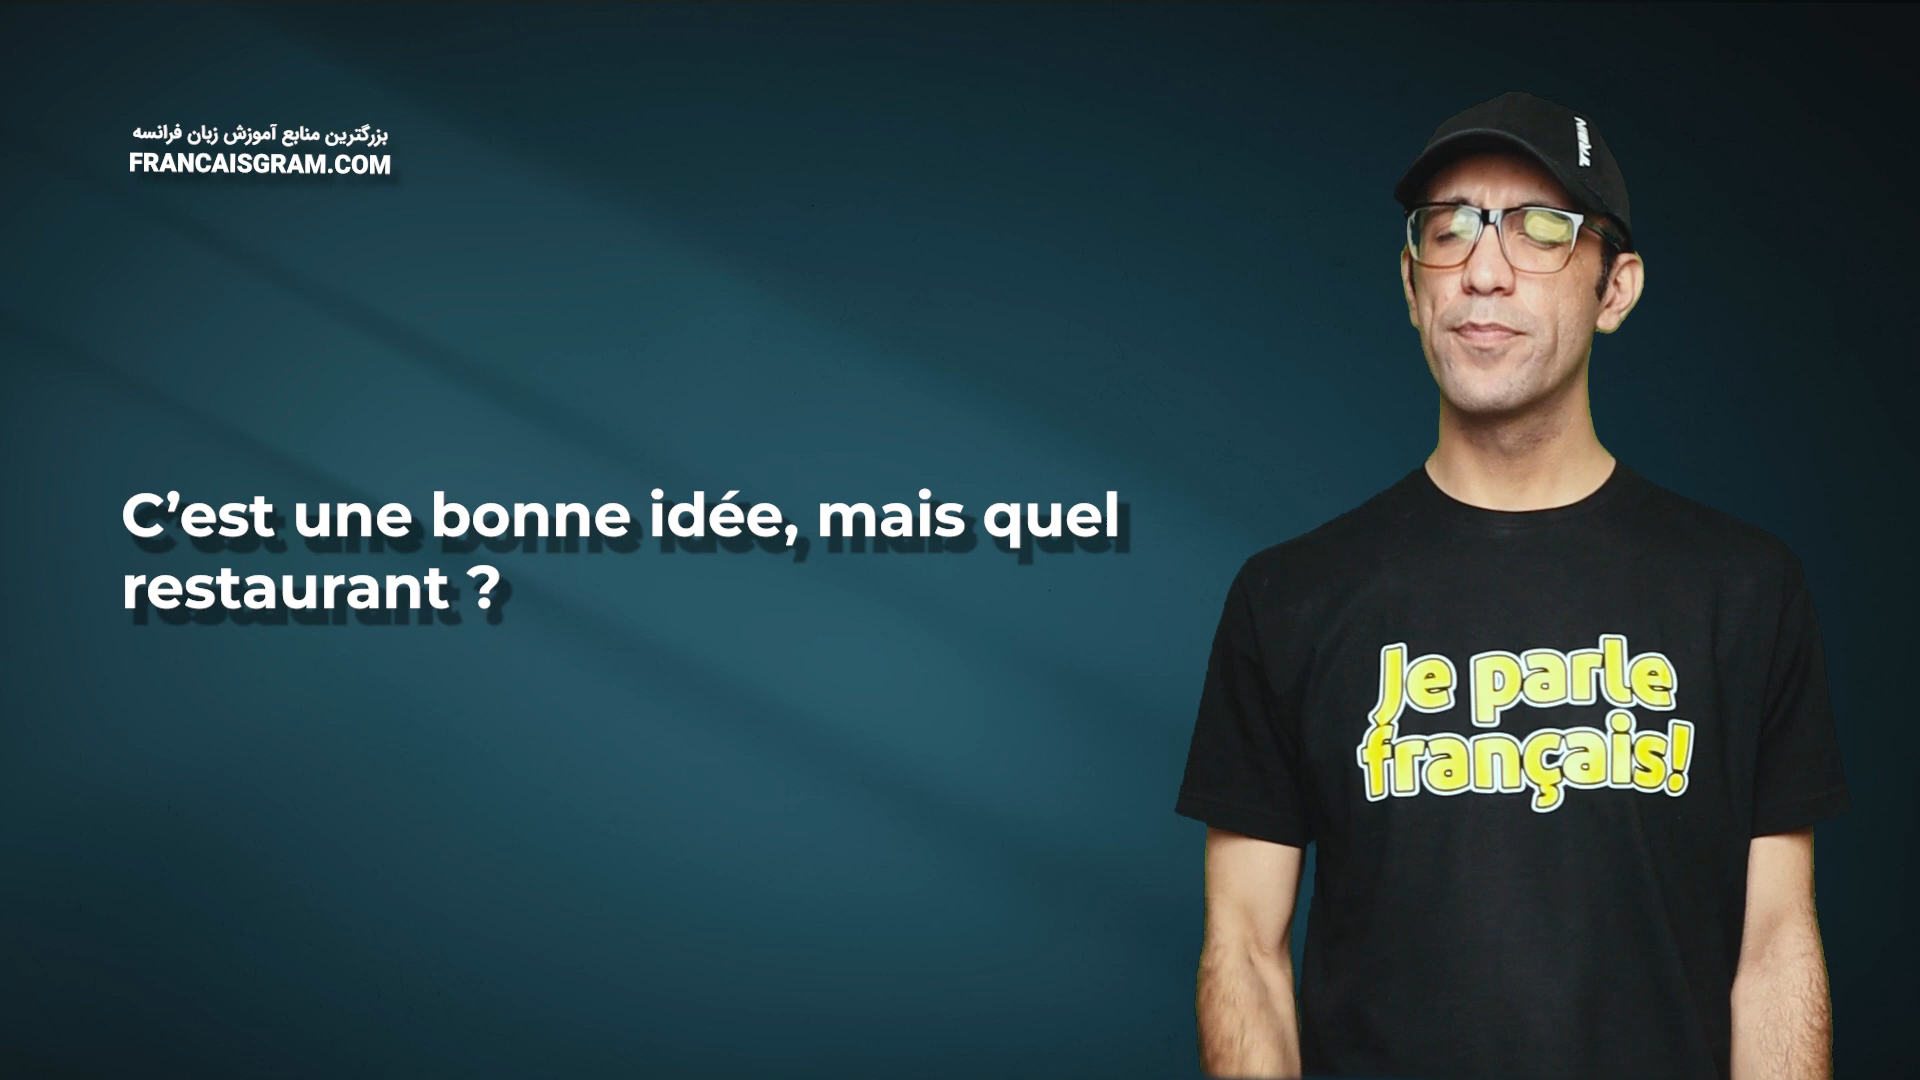 بزرگترین منابع آموزش زبان فرانسه
FRANCAISGRAM.COM
C’est une bonne idée, mais quel
restaurant ?
Je parle
français!